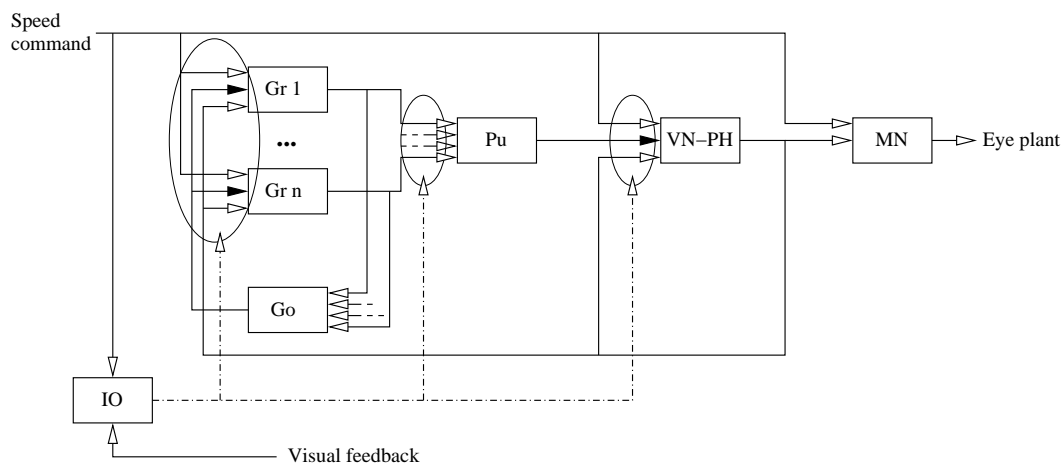 Speed
command
Gr 1
...
Gr n
Go
Pu
VN–PH
MN
Eye plant
IO
Visual feedback